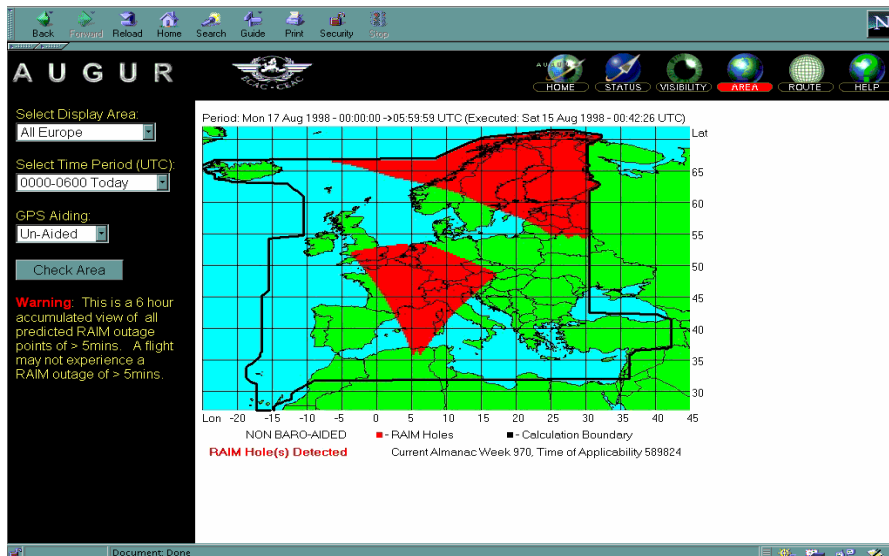 Back Forward Reload Home Search Guide Print Security Stop
N
AUGUR
ECAC - CEAC
AUGUR
HOME STATUS VISIBILITY AREA ROUTE HELP
Select Display Area:
All Europe
Select Time Period (UTC):
0000-0600 Today
GPS Aiding:
Un-Aided
Check Area
Warning: This is a 6 hour
accumulated view of all
predicted RAIM outage
points of > 5mins. A flight
may not experience a
RAIM outage of > 5mins.
Period: Mon 17 Aug 1998 - 00:00:00 ->05:59:59 UTC (Executed: Sat 15 Aug 1998 - 00:42:26 UTC)
Lat
65
60
55
50
45
40
35
30
Lon -20 -15 -10 -5 0 5 10 15 20 25 30 35 40 45
NON BARO-AIDED - RAIM Holes - Calculation Boundary
RAIM Hole(s) Detected Current Almanac Week 970, Time of Applicability 589824
Document: Done